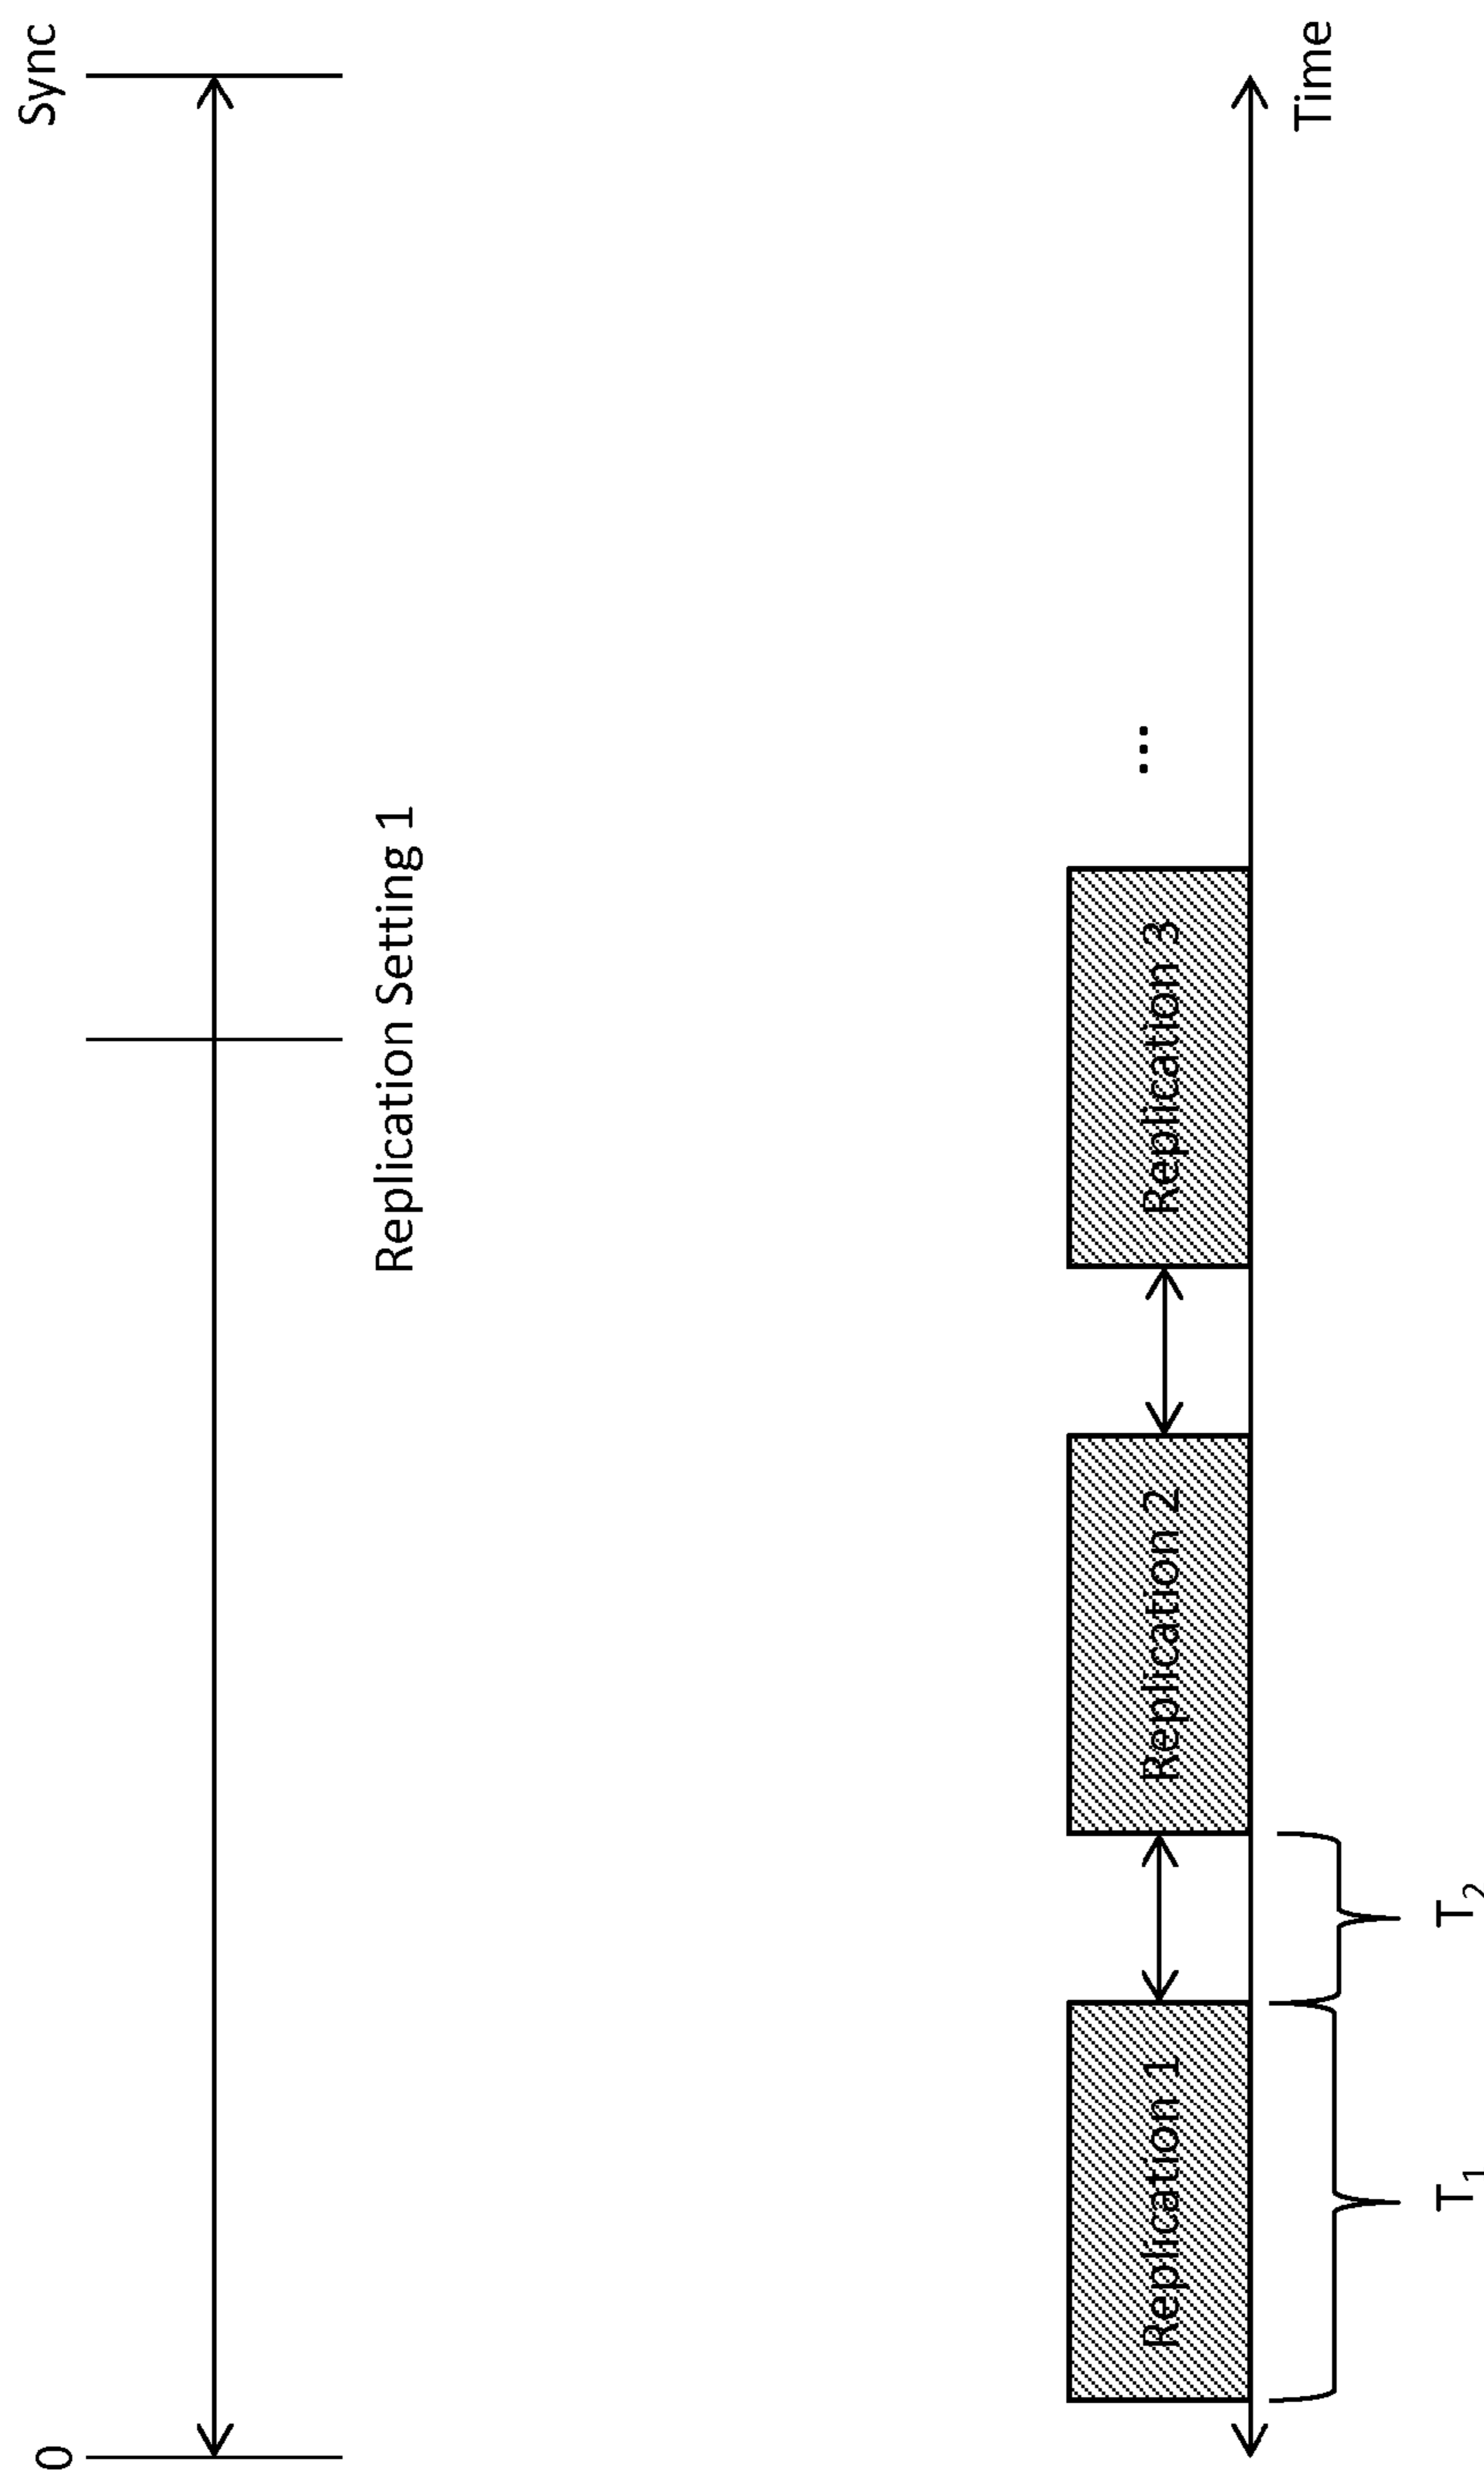 0
Sync
Replication Setting 1
Replication 1
Replication 2
Replication 3
...
Time
T1
T2